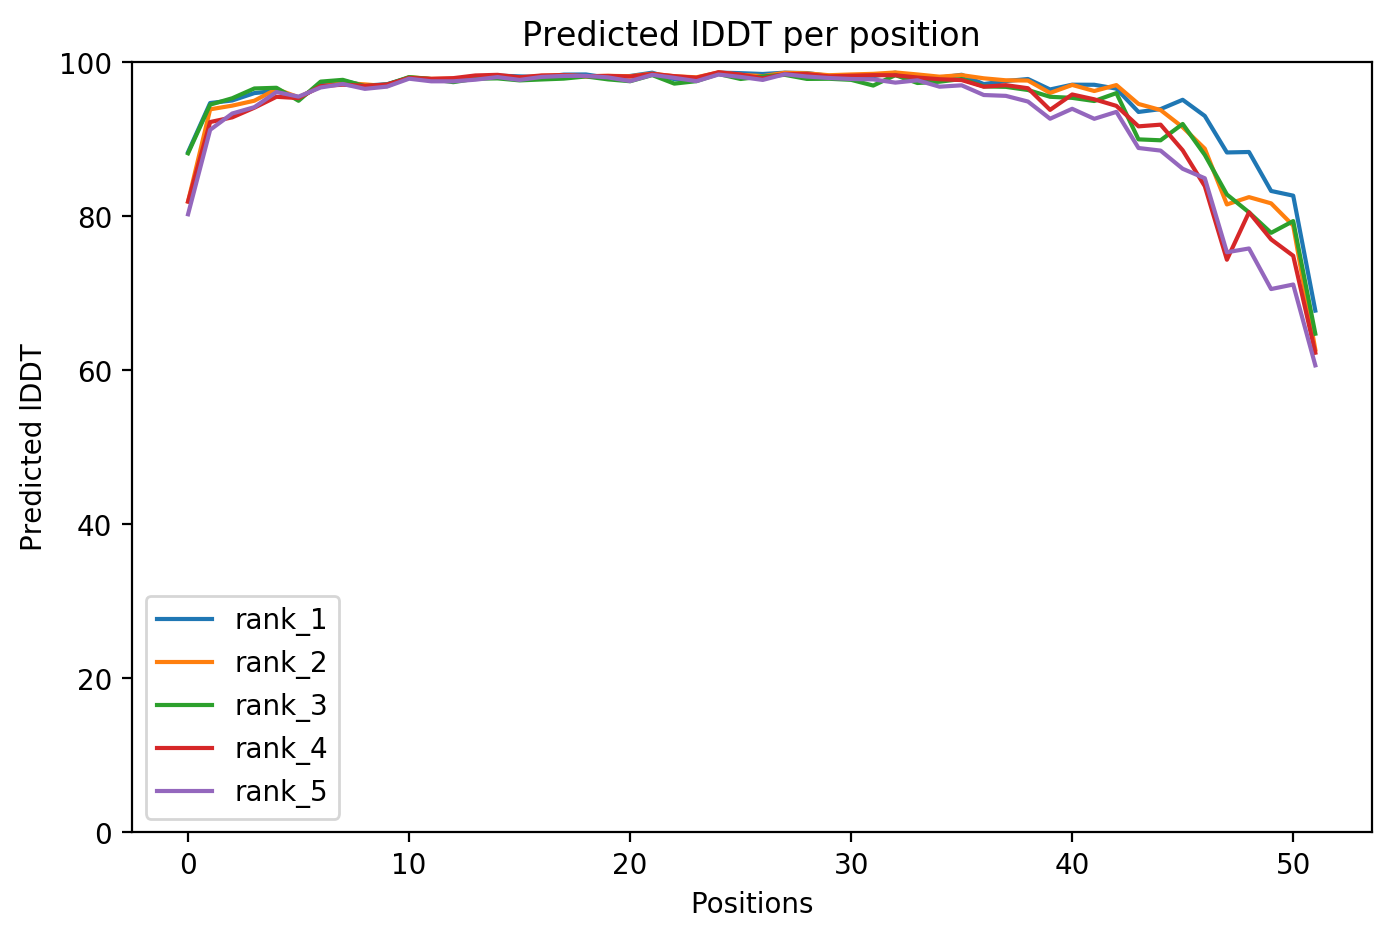 Predicted lDDT per position
Predicted lDDT
100
80
60
40
20
0
rank_1
rank_2
rank_3
rank_4
rank_5
0 10 20 30 40 50
Positions